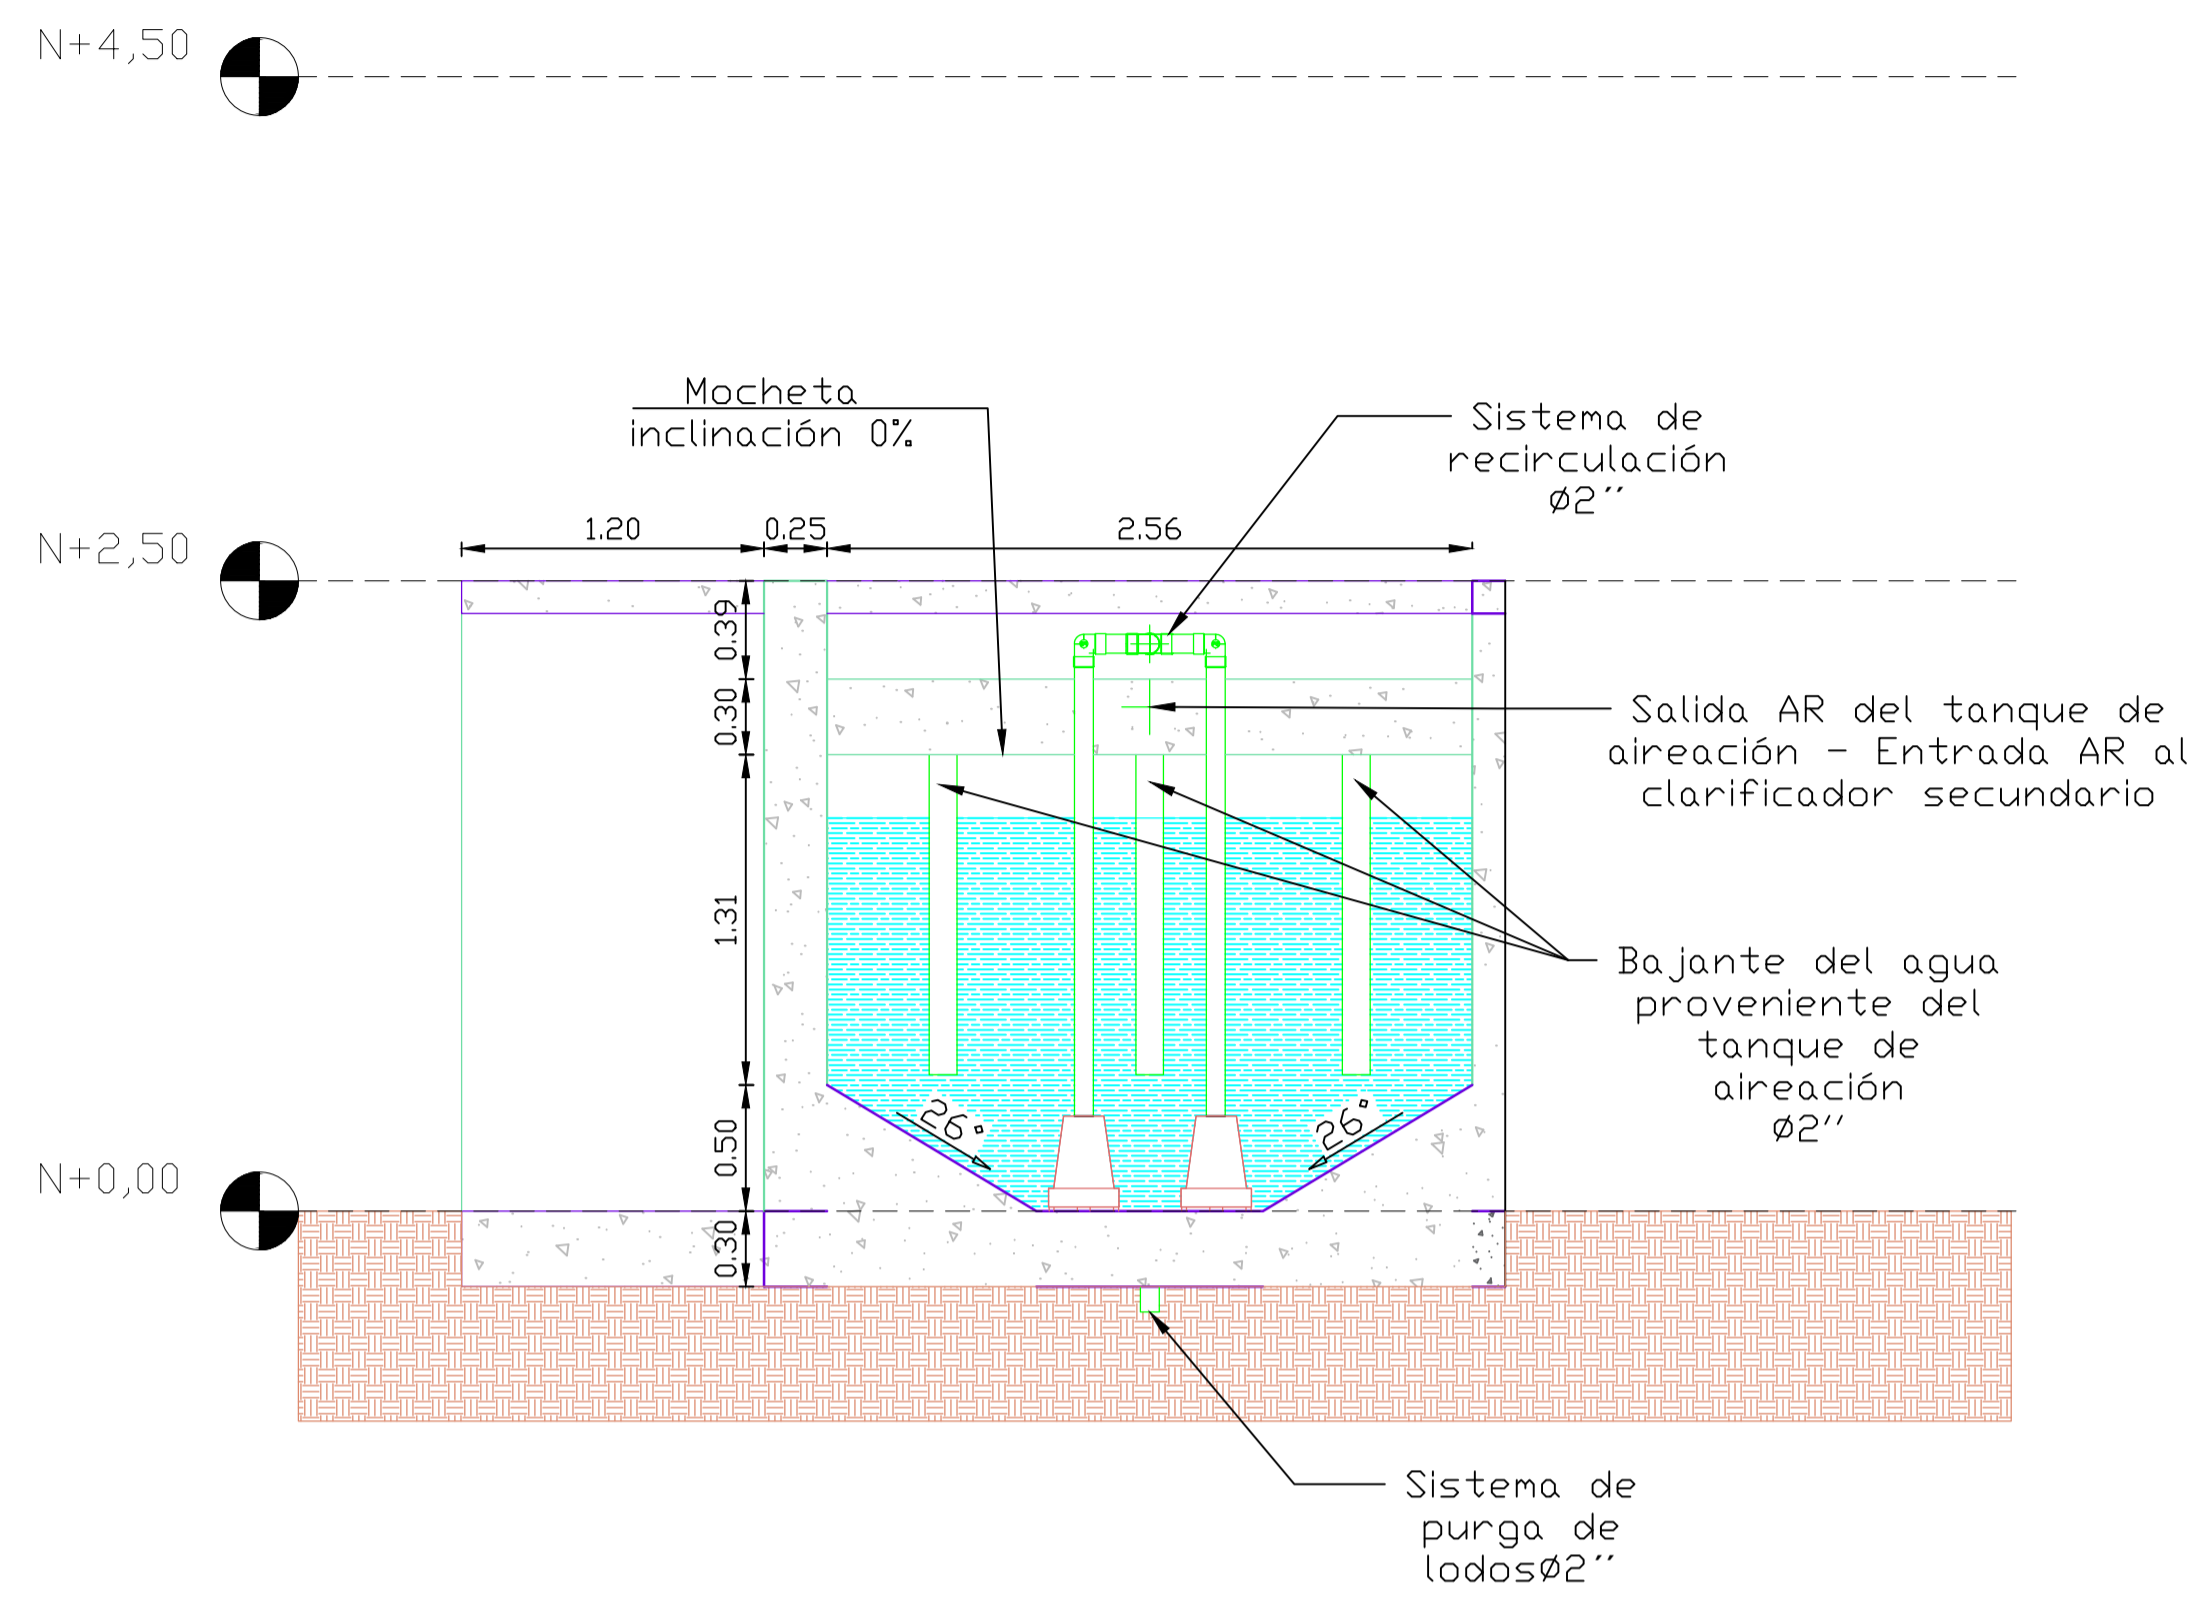 N+4,50
Mocheta
inclinación 0%
Sistema de
recirculación
Ø2"
N+2,50
1.20
0.25
2.56
0.39
0.30
Salida AR del tanque de
aireación - Entrada AR al
clarificador secundario
1.31
Bajante del agua
proveniente del
tanque de
aireación
Ø2"
26°
26°
0.50
N+0,00
0.30
Sistema de
purga de
lodosØ2"